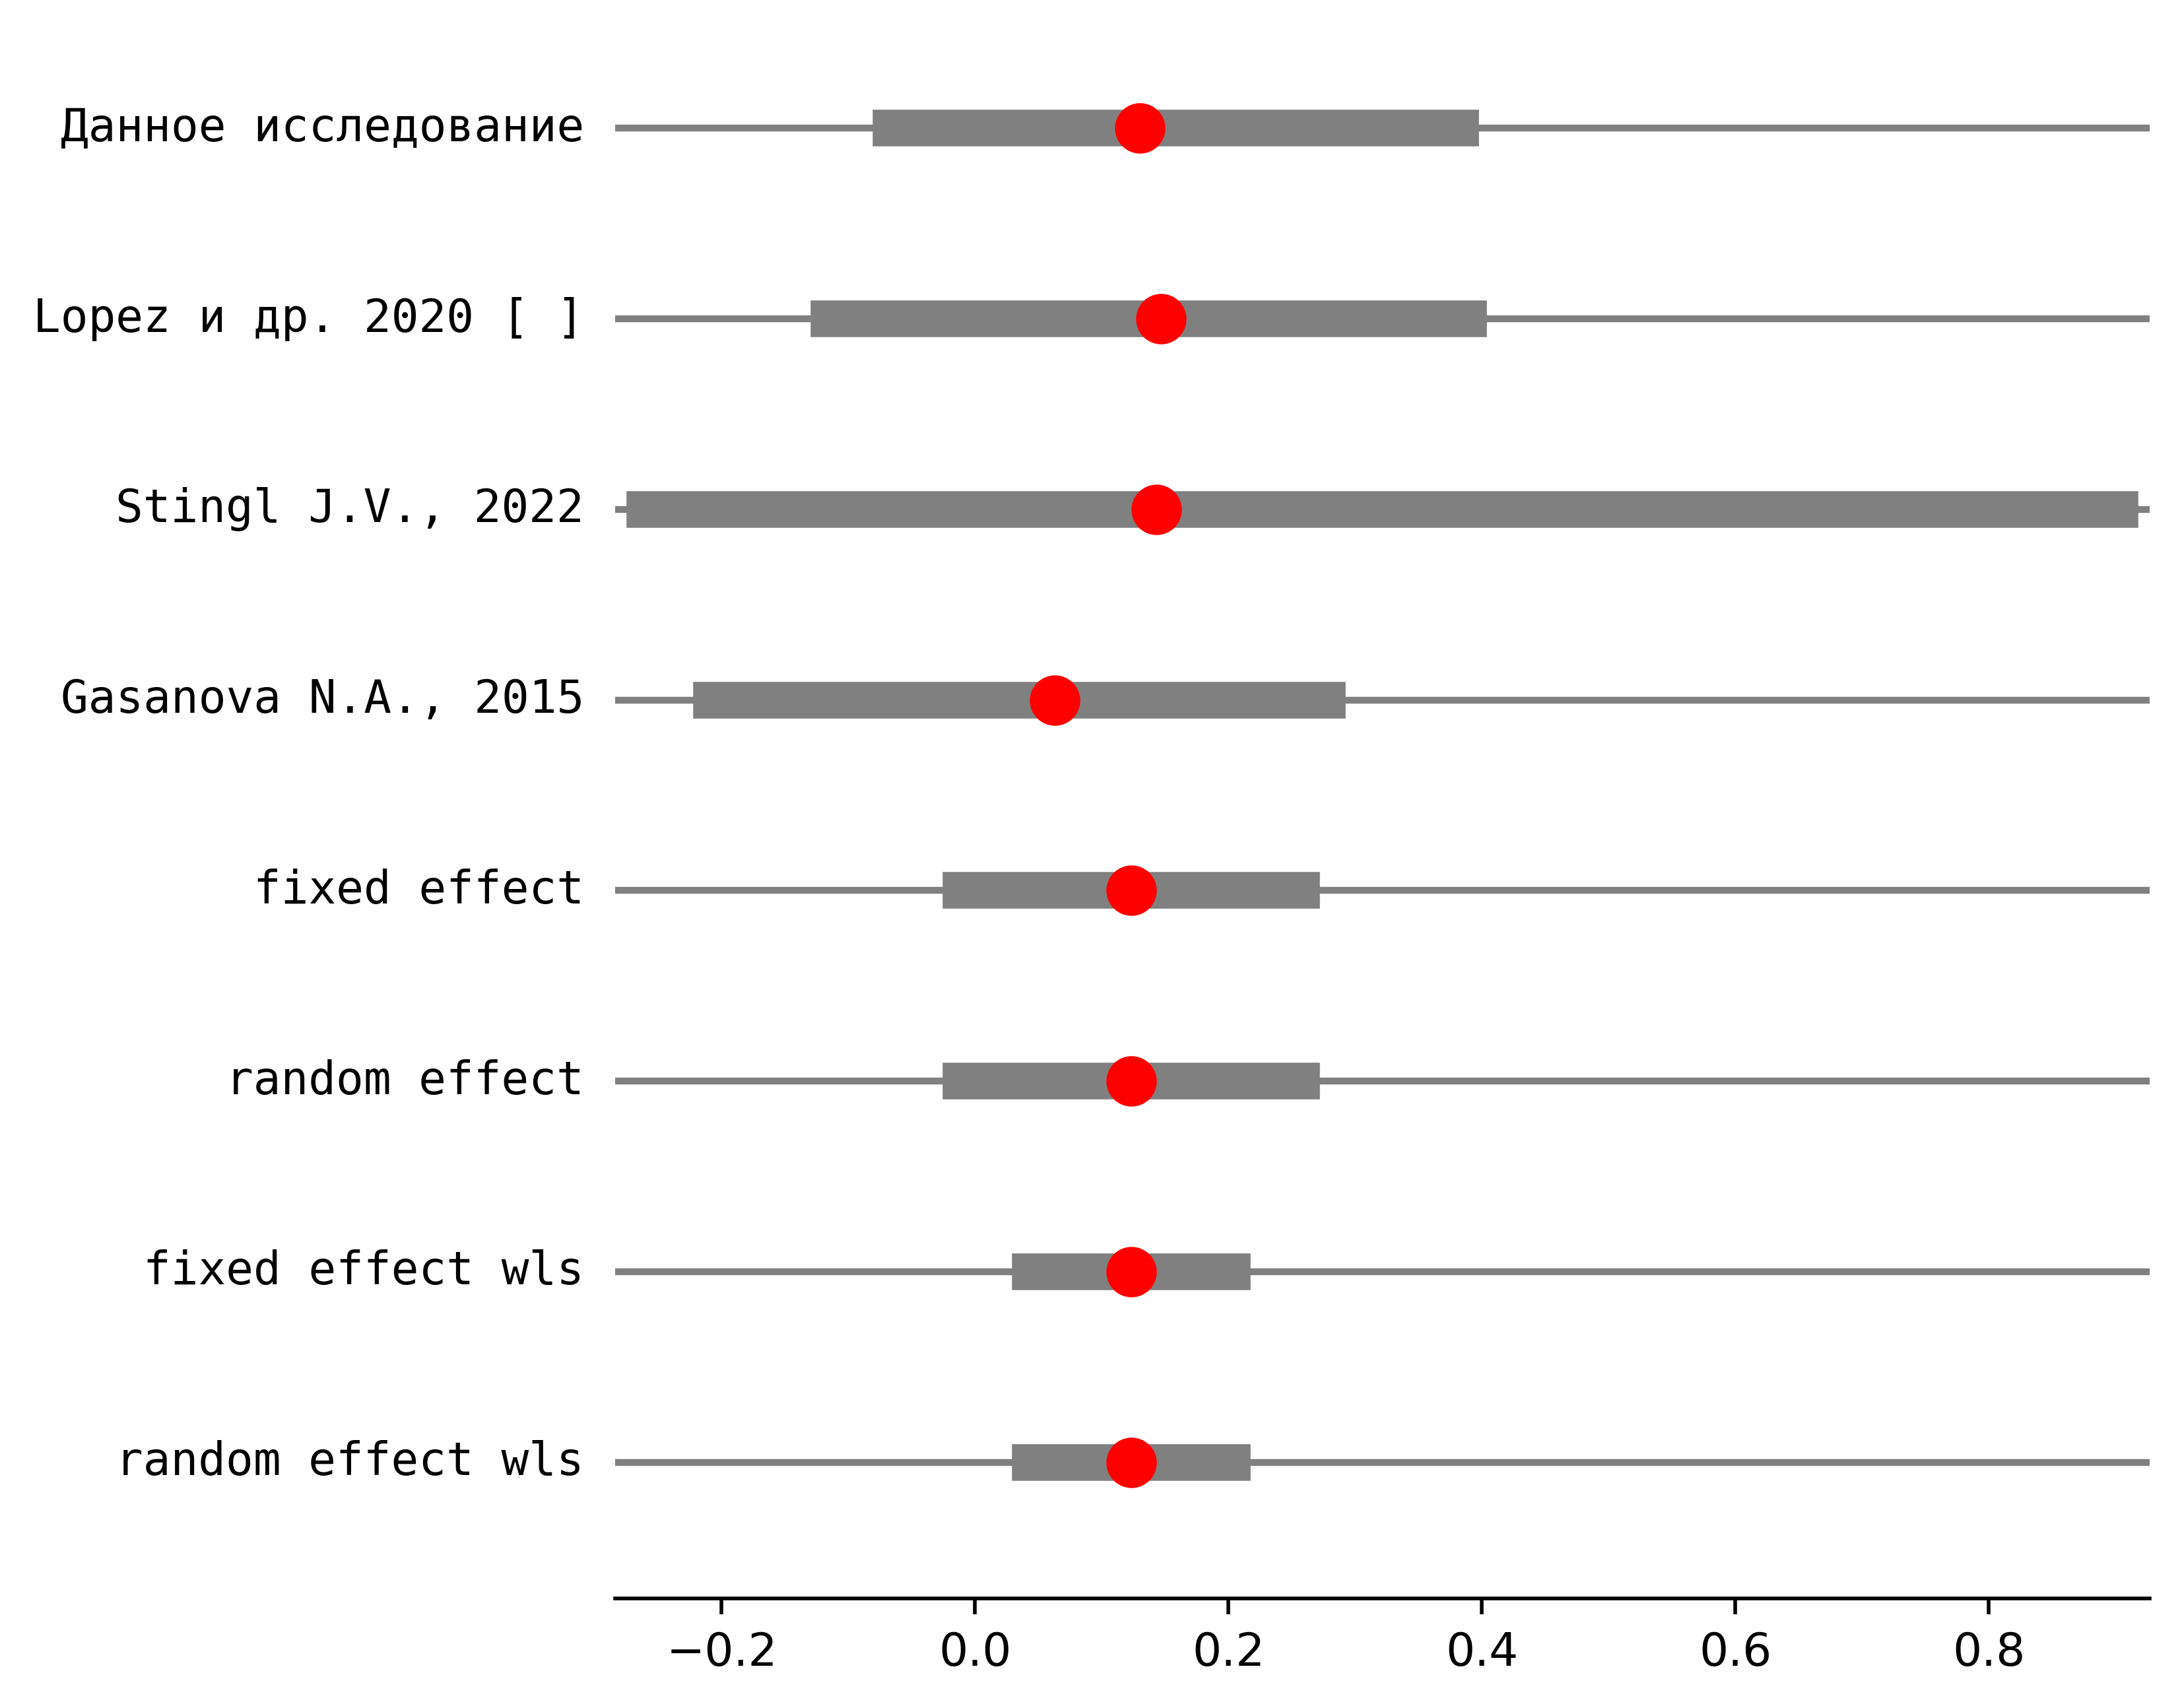 Данное исследование
Lopez и др. 2020 [ ]
Stingl J.V., 2022
Gasanova N.A., 2015
fixed effect
random effect
fixed effect wls
random effect wls
−0.2 0.0 0.2 0.4 0.6 0.8